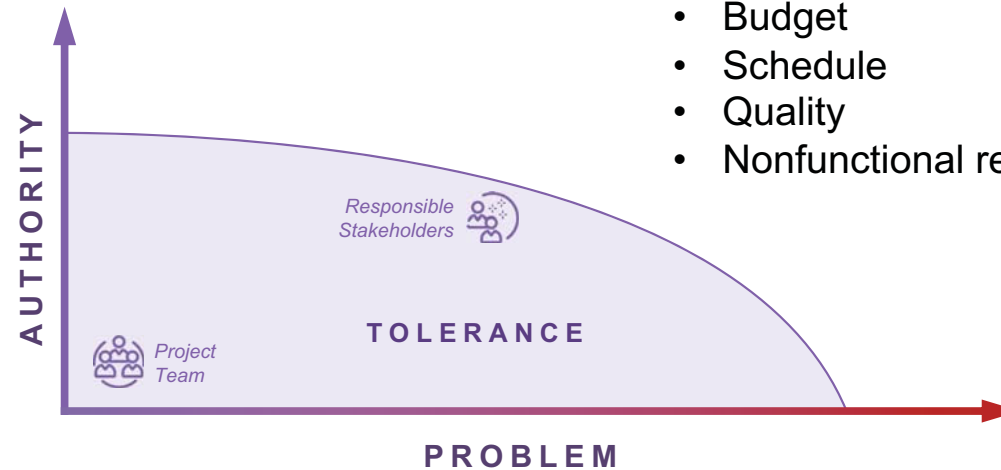 • Budget
• Schedule
• Quality
• Nonfunctional re
AUTHORITY
Responsible
Stakeholders
TOLERANCE
Project
Team
PROBLEM